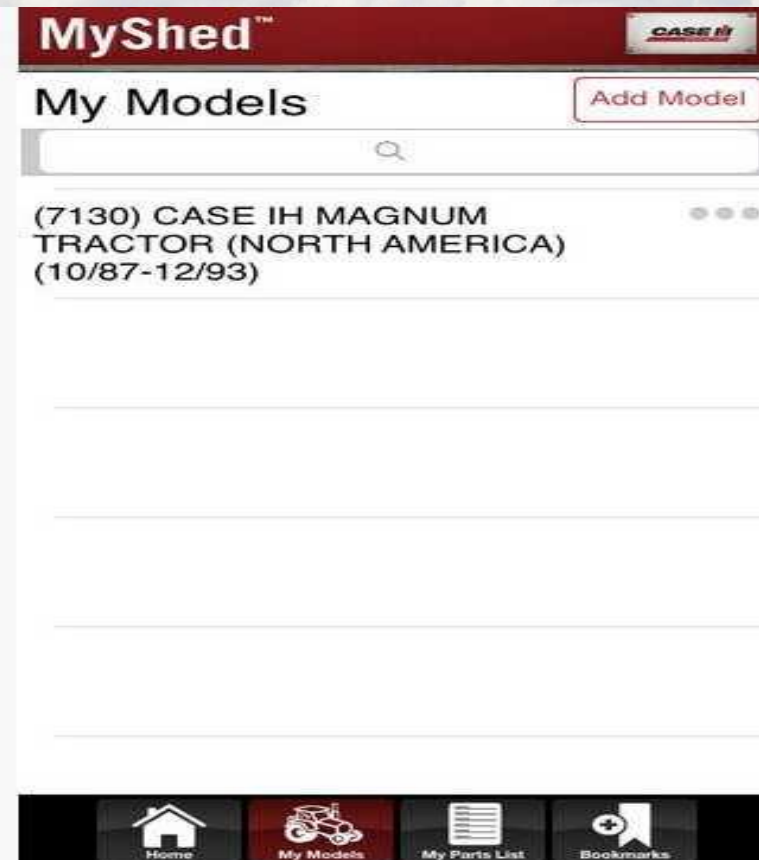 MyShed™
CASE IH
My Models
Add Model
(7130) CASE IH MAGNUM
TRACTOR (NORTH AMERICA)
(10/87-12/93)
Home
My Models
My Parts List
Bookmarks